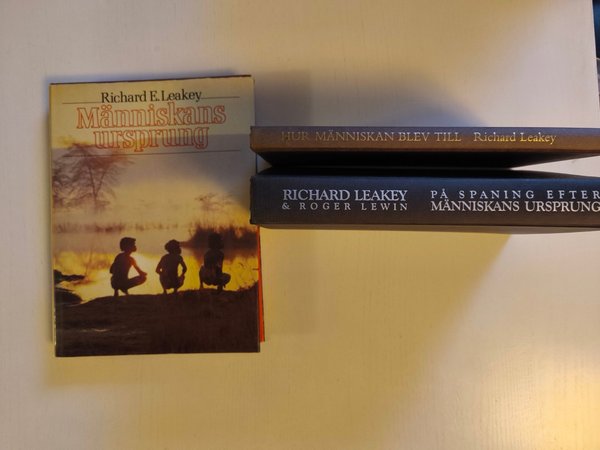 Richard E. Leakey
Människans
ursprung
HUR MÄNNISKAN BLEV TILL Richard Leakey
RICHARD LEAKEY
& ROGER LEWIN
PÅ SPANING EFTER
MÄNNISKANS URSPRUNG